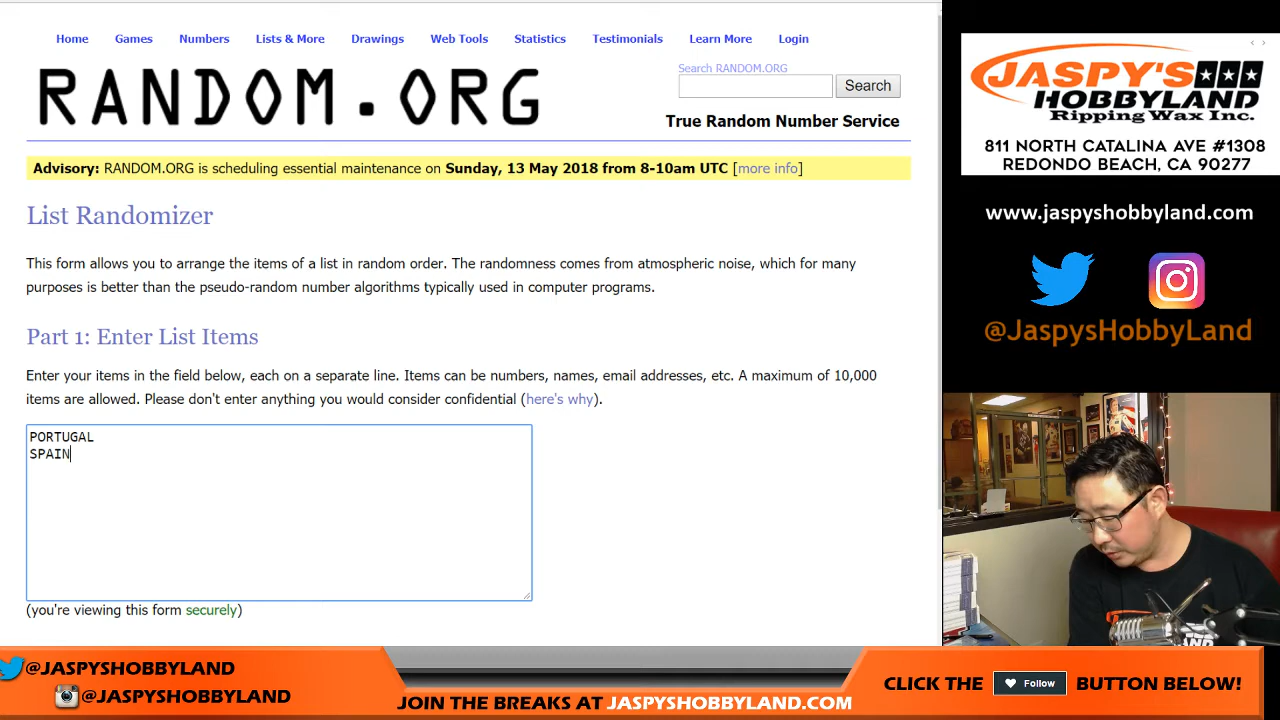 Home Games Numbers Lists & More Drawings Web Tools Statistics Testimonials Learn More Login
RANDOM.ORG
Search RANDOM.ORG
Search
True Random Number Service
Advisory: RANDOM.ORG is scheduling essential maintenance on Sunday, 13 May 2018 from 8-10am UTC [more info]
List Randomizer
This form allows you to arrange the items of a list in random order. The randomness comes from atmospheric noise, which for many
purposes is better than the pseudo-random number algorithms typically used in computer programs.
Part 1: Enter List Items
Enter your items in the field below, each on a separate line. Items can be numbers, names, email addresses, etc. A maximum of 10,000
items are allowed. Please don't enter anything you would consider confidential (here's why).
PORTUGAL
SPAIN
(you're viewing this form securely)
JASPY'S
HOBBYLAND
Ripping Wax Inc.
811 NORTH CATALINA AVE #1308
REDONDO BEACH, CA 90277
www.jaspyshobbyland.com
@JaspysHobbyLand
@JASPYSHOBBYLAND
@JASPYSHOBBYLAND
JOIN THE BREAKS AT JASPYSHOBBYLAND.COM
CLICK THE Follow BUTTON BELOW!